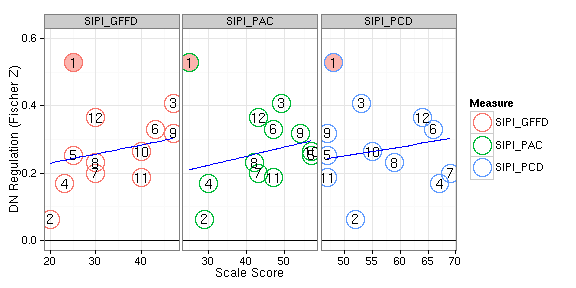 SIPI_GFFD SIPI_PAC SIPI_PCD
DN Regulation (Fischer Z)
0.6
0.4
0.2
0.0
1 3 12 6 9 5 10 8 7 11 4 2
1 3 12 6 9 8 7 11 4 2
1 3 12 6 9 5 10 8 7 11 4 2
20 30 40 30 40 50 50 55 60 65 70
Scale Score
Measure
SIPI_GFFD
SIPI_PAC
SIPI_PCD